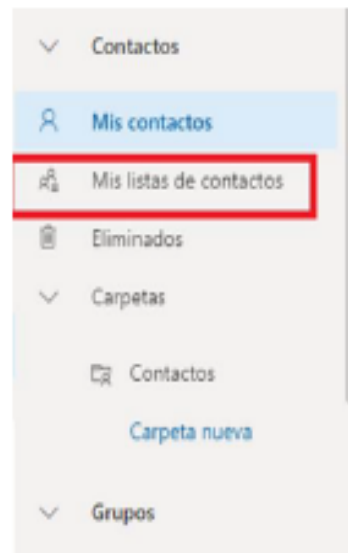 Contactos
Mis contactos
Mis listas de contactos
Eliminados
Carpetas
Contactos
Carpeta nueva
Grupos